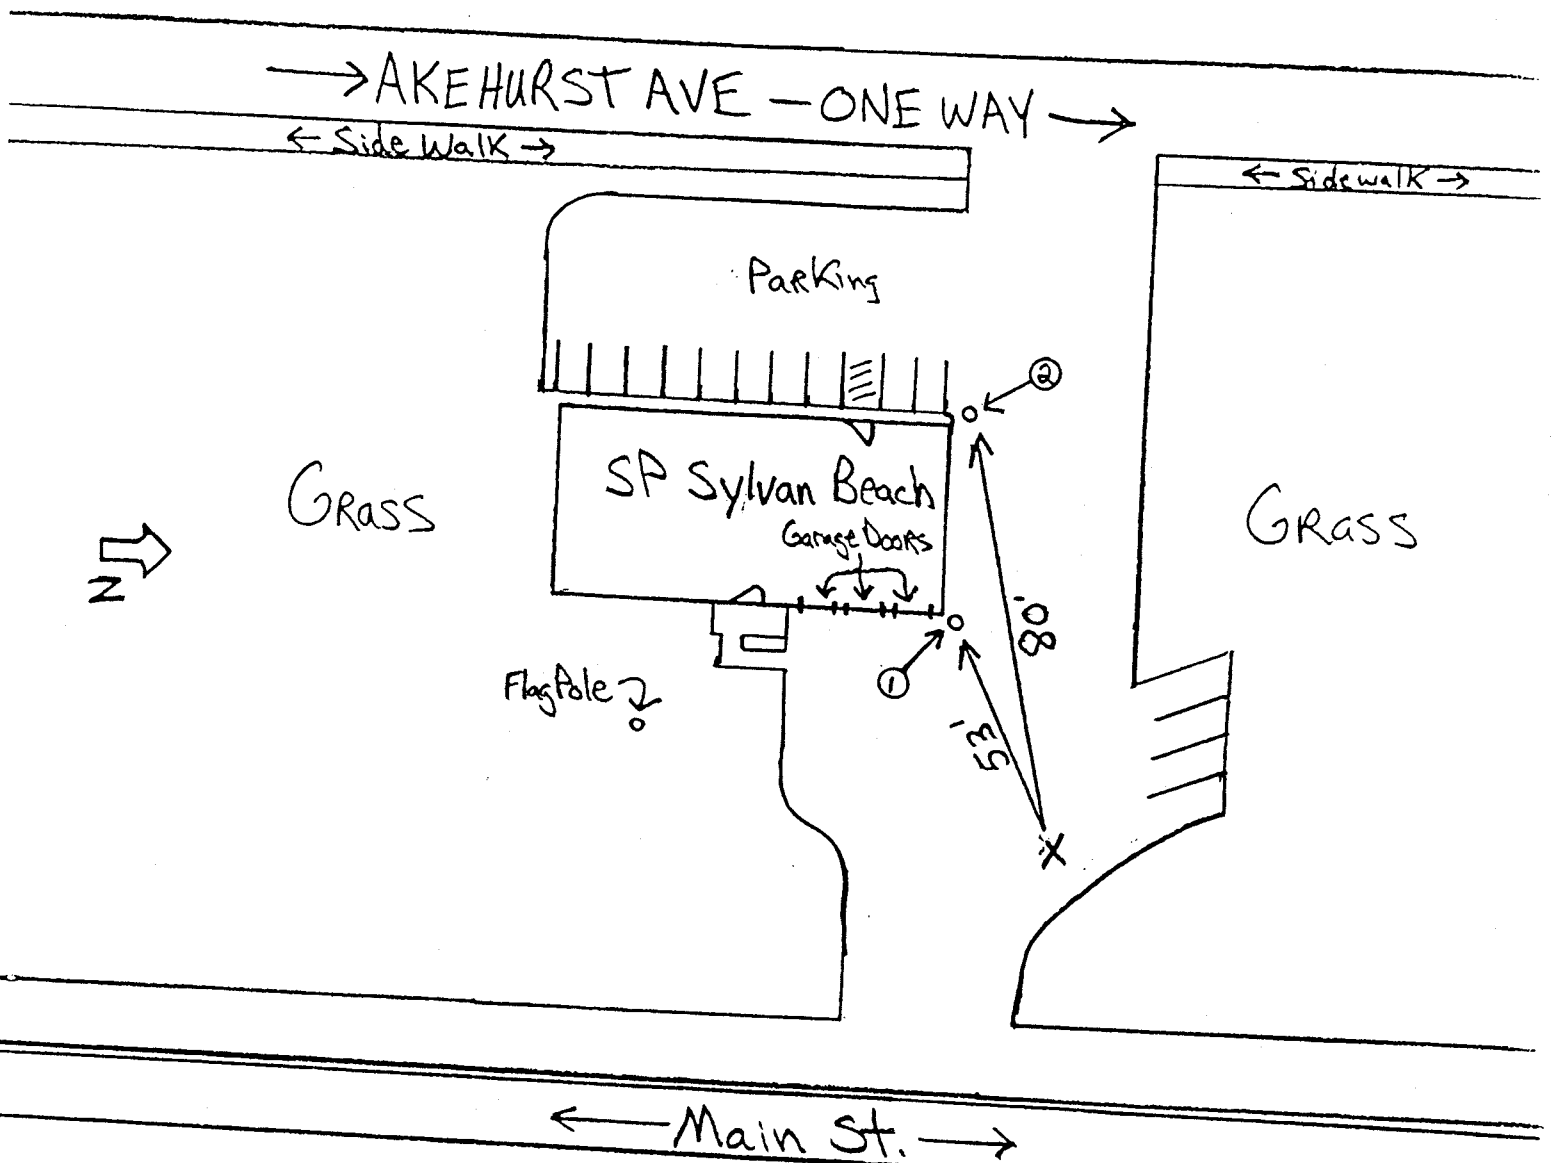 → AKEHURST AVE — ONE WAY →
← Side Walk →
← Sidewalk →
Parking
②
SP Sylvan Beach
Garage Doors
Grass
Grass
N
80'
①
Flag Pole
53'
X
← Main St. →